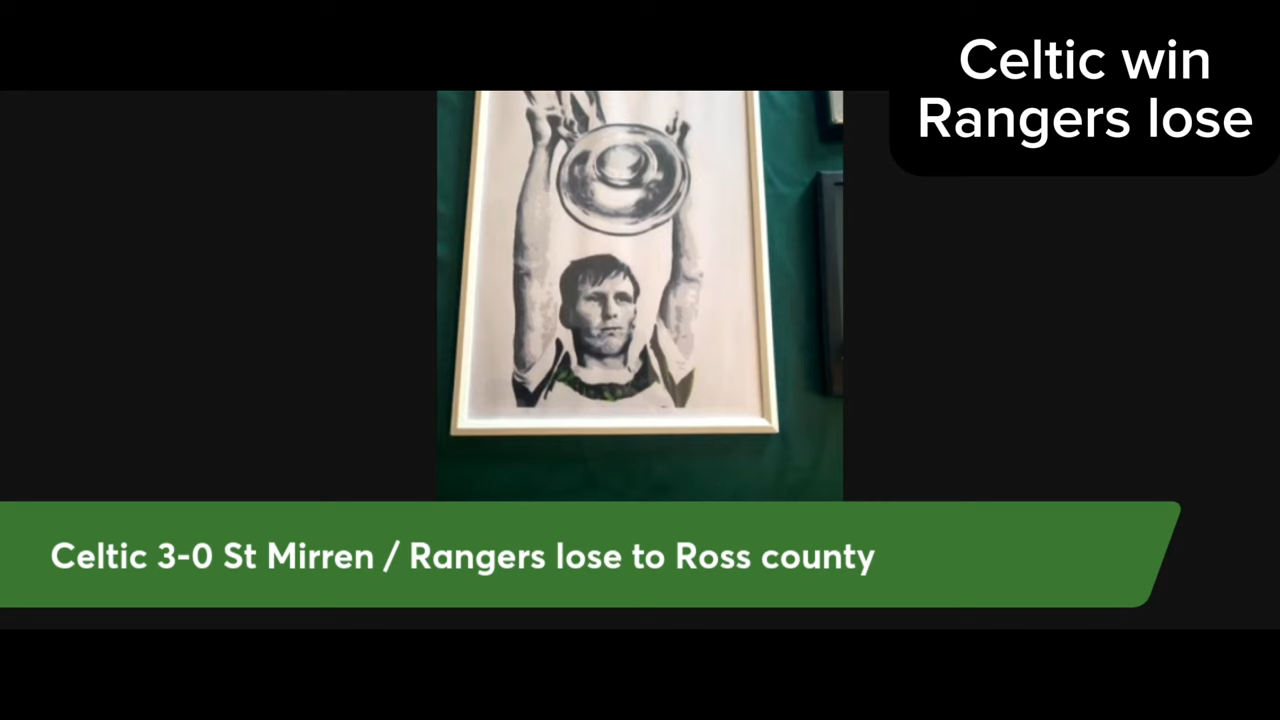 Celtic win
Rangers lose
Celtic 3-0 St Mirren / Rangers lose to Ross county